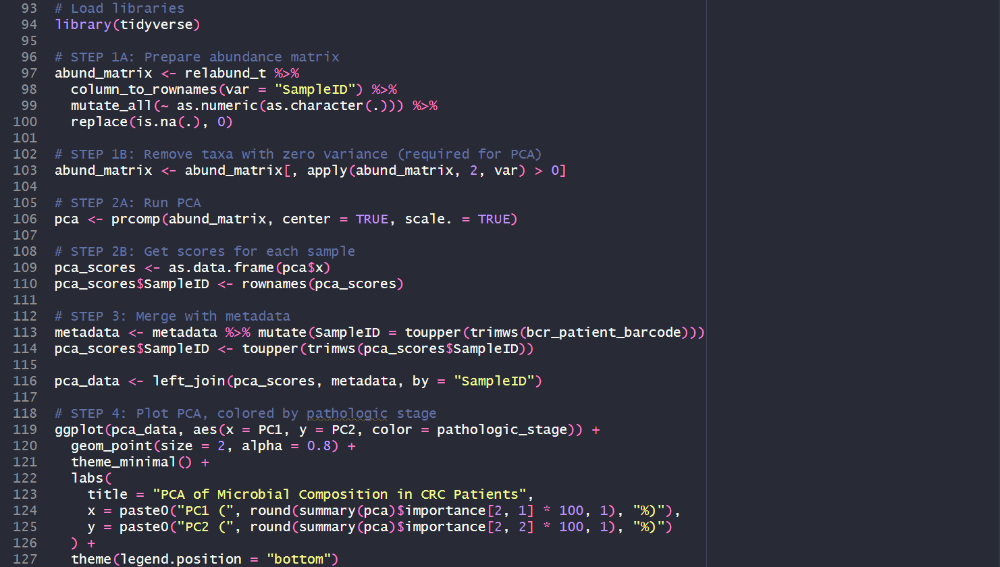 93 # Load libraries
94 library(tidyverse)
95
96 # STEP 1A: Prepare abundance matrix
97 abund_matrix <- relabund_t %>%
98   column_to_rownames(var = "SampleID") %>%
99   mutate_all(~ as.numeric(as.character(.))) %>%
100   replace(is.na(.), 0)
101
102 # STEP 1B: Remove taxa with zero variance (required for PCA)
103 abund_matrix <- abund_matrix[, apply(abund_matrix, 2, var) > 0]
104
105 # STEP 2A: Run PCA
106 pca <- prcomp(abund_matrix, center = TRUE, scale. = TRUE)
107
108 # STEP 2B: Get scores for each sample
109 pca_scores <- as.data.frame(pca$x)
110 pca_scores$SampleID <- rownames(pca_scores)
111
112 # STEP 3: Merge with metadata
113 metadata <- metadata %>% mutate(SampleID = toupper(trimws(bcr_patient_barcode)))
114 pca_scores$SampleID <- toupper(trimws(pca_scores$SampleID))
115
116 pca_data <- left_join(pca_scores, metadata, by = "SampleID")
117
118 # STEP 4: Plot PCA, colored by pathologic stage
119 ggplot(pca_data, aes(x = PC1, y = PC2, color = pathologic_stage)) +
120   geom_point(size = 2, alpha = 0.8) +
121   theme_minimal() +
122   labs(
123     title = "PCA of Microbial Composition in CRC Patients",
124     x = paste0("PC1 (", round(summary(pca)$importance[2, 1] * 100, 1), "%)"),
125     y = paste0("PC2 (", round(summary(pca)$importance[2, 2] * 100, 1), "%)")
126   ) +
127   theme(legend.position = "bottom")